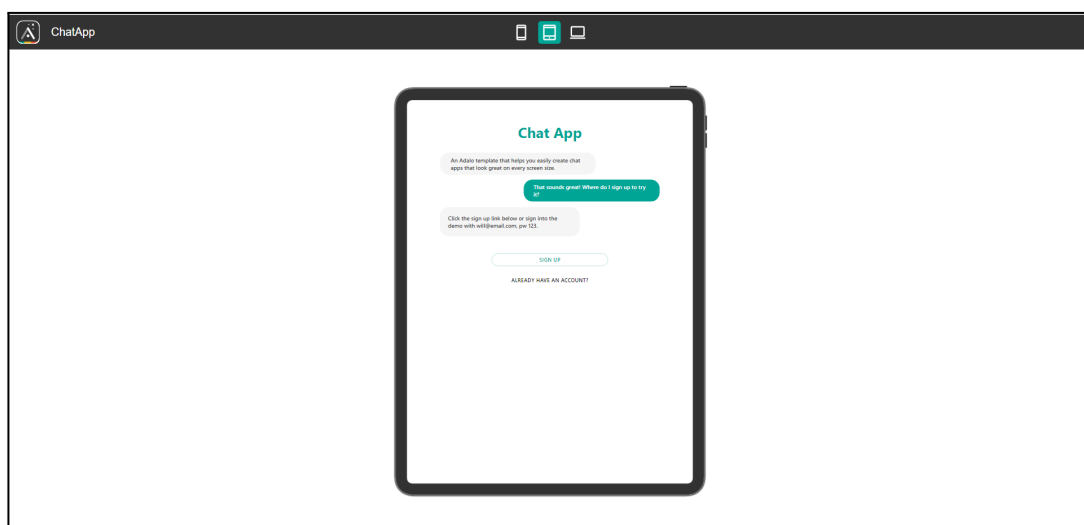 ChatApp
Chat App
An Adalo template that helps you easily create chat
apps that look great on every screen size.
That sounds great! Where do I sign up to try
it?
Click the sign up link below or sign into the
demo with will@email.com, pw 123.
SIGN UP
ALREADY HAVE AN ACCOUNT?